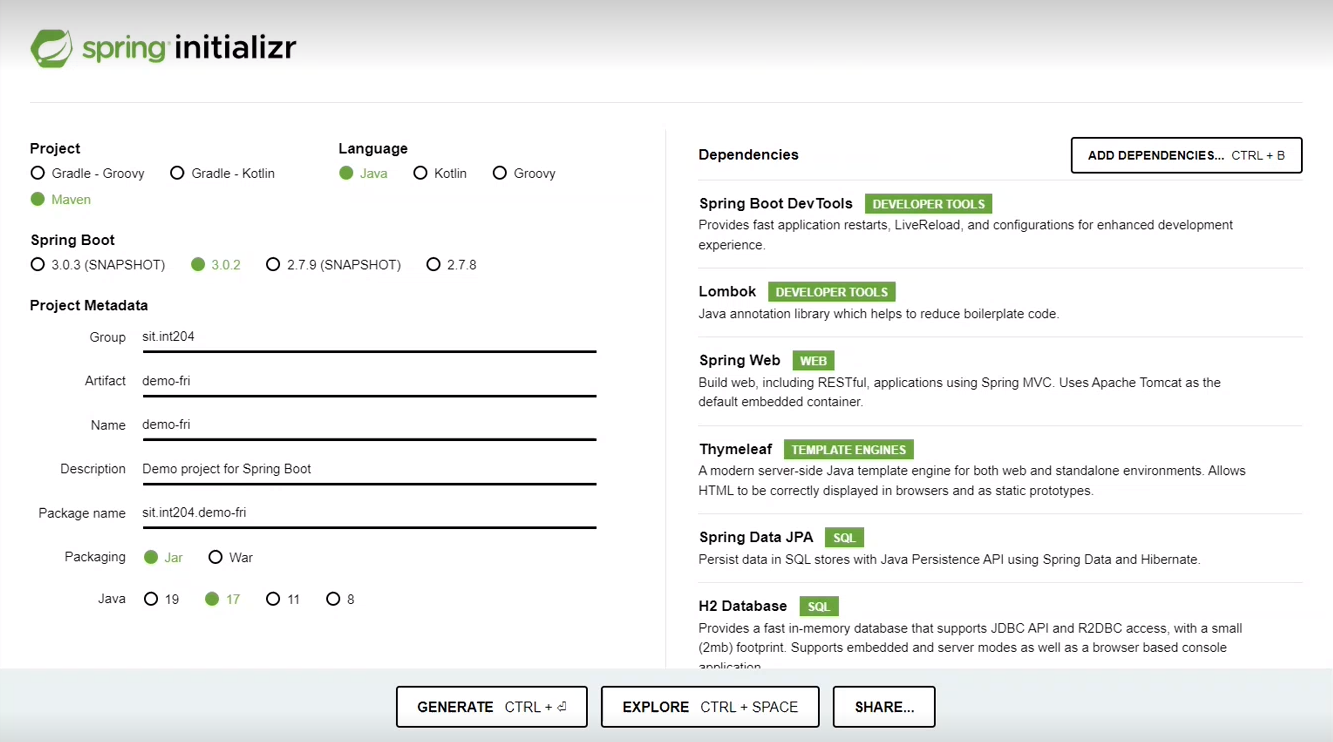 spring initializr
Project
Gradle - Groovy Gradle - Kotlin
Maven
Language
Java Kotlin Groovy
Spring Boot
3.0.3 (SNAPSHOT) 3.0.2 2.7.9 (SNAPSHOT) 2.7.8
Project Metadata
Group sit.int204
Artifact demo-fri
Name demo-fri
Description Demo project for Spring Boot
Package name sit.int204.demo-fri
Packaging Jar War
Java 19 17 11 8
Dependencies
ADD DEPENDENCIES... CTRL + B
Spring Boot DevTools DEVELOPER TOOLS
Provides fast application restarts, LiveReload, and configurations for enhanced development
experience.
Lombok DEVELOPER TOOLS
Java annotation library which helps to reduce boilerplate code.
Spring Web WEB
Build web, including RESTful, applications using Spring MVC. Uses Apache Tomcat as the
default embedded container.
Thymeleaf TEMPLATE ENGINES
A modern server-side Java template engine for both web and standalone environments. Allows
HTML to be correctly displayed in browsers and as static prototypes.
Spring Data JPA SQL
Persist data in SQL stores with Java Persistence API using Spring Data and Hibernate.
H2 Database SQL
Provides a fast in-memory database that supports JDBC API and R2DBC access, with a small
(2mb) footprint. Supports embedded and server modes as well as a browser based console
application.
GENERATE CTRL + ⏎
EXPLORE CTRL + SPACE
SHARE...